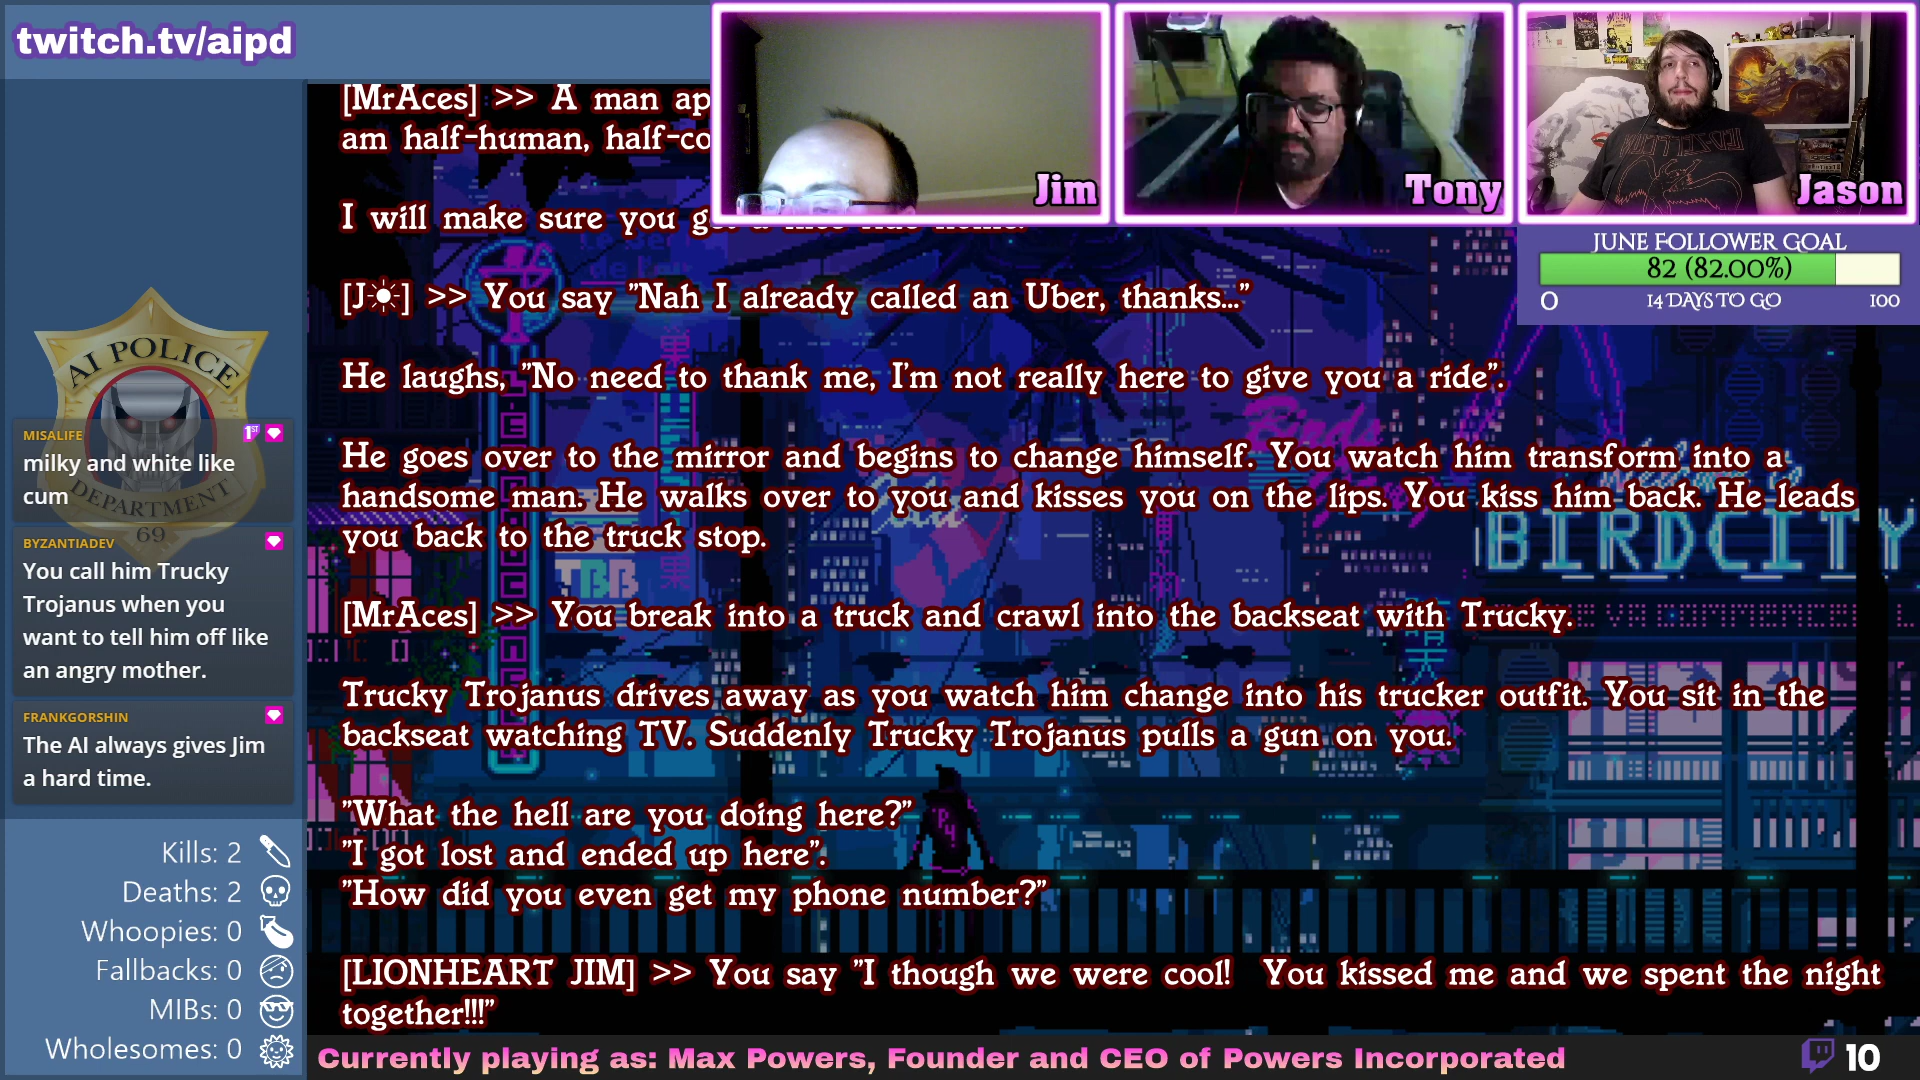 twitch.tv/aipd
[MrAces] >> A man ap
am half-human, half-co
I will make sure you
Jim
Tony
Jason
JUNE FOLLOWER GOAL
82 (82.00%)
0
14 DAYS TO GO
100
[J☀] >> You say "Nah I already called an Uber, thanks..."
He laughs, "No need to thank me, I'm not really here to give you a ride".
He goes over to the mirror and begins to change himself. You watch him transform into a
handsome man. He walks over to you and kisses you on the lips. You kiss him back. He leads
you back to the truck stop.
[MrAces] >> You break into a truck and crawl into the backseat with Trucky.
Trucky Trojanus drives away as you watch him change into his trucker outfit. You sit in the
backseat watching TV. Suddenly Trucky Trojanus pulls a gun on you.
"What the hell are you doing here?"
"I got lost and ended up here".
"How did you even get my phone number?"
[LIONHEART JIM] >> You say "I though we were cool!  You kissed me and we spent the night
together!!!"
AI POLICE
DEPARTMENT
69
MISALIFE
1ST
milky and white like
cum
BYZANTIADEV
You call him Trucky
Trojanus when you
want to tell him off like
an angry mother.
FRANKGORSHIN
The AI always gives Jim
a hard time.
Kills: 2
Deaths: 2
Whoopies: 0
Fallbacks: 0
MIBs: 0
Wholesomes: 0
BIRDCITY
TBB
Currently playing as: Max Powers, Founder and CEO of Powers Incorporated
10